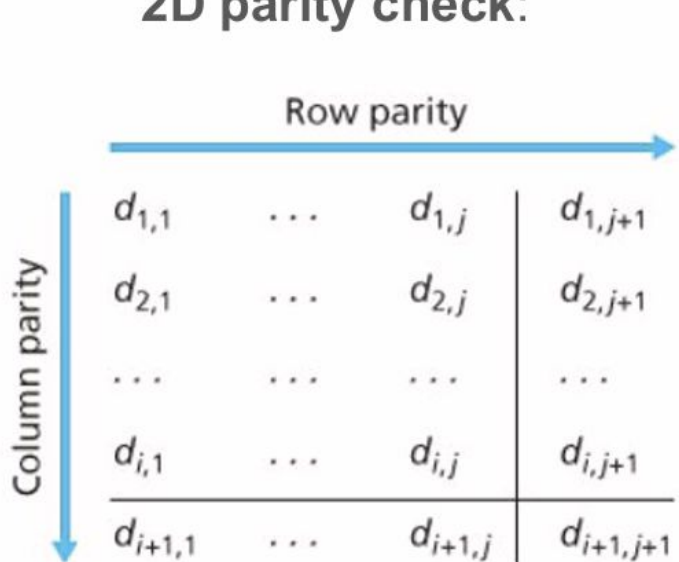 2D parity check:
Row parity
Column parity
d1,1 ... d1,j d1,j+1
d2,1 ... d2,j d2,j+1
... ... ... ...
di,1 ... di,j di,j+1
di+1,1 ... di+1,j di+1,j+1